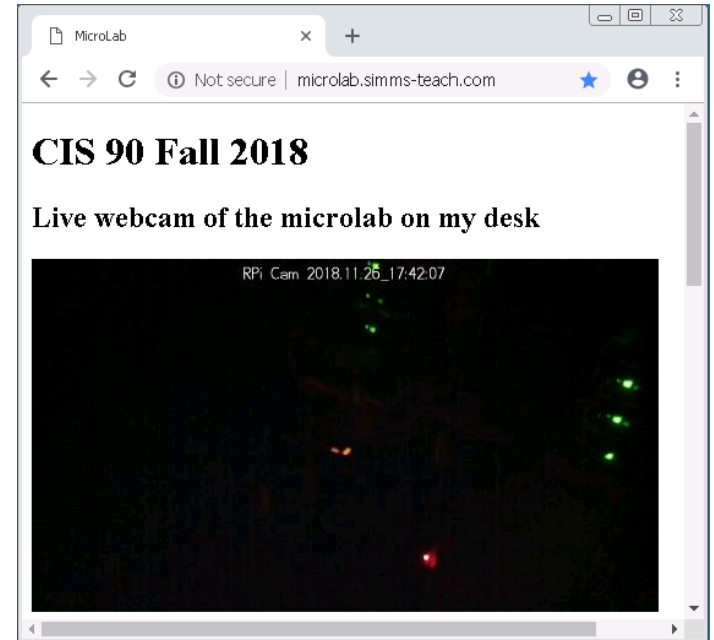 MicroLab
Not secure | microlab.simms-teach.com
CIS 90 Fall 2018
Live webcam of the microlab on my desk
RPi Cam 2018.11.26_17:42:07